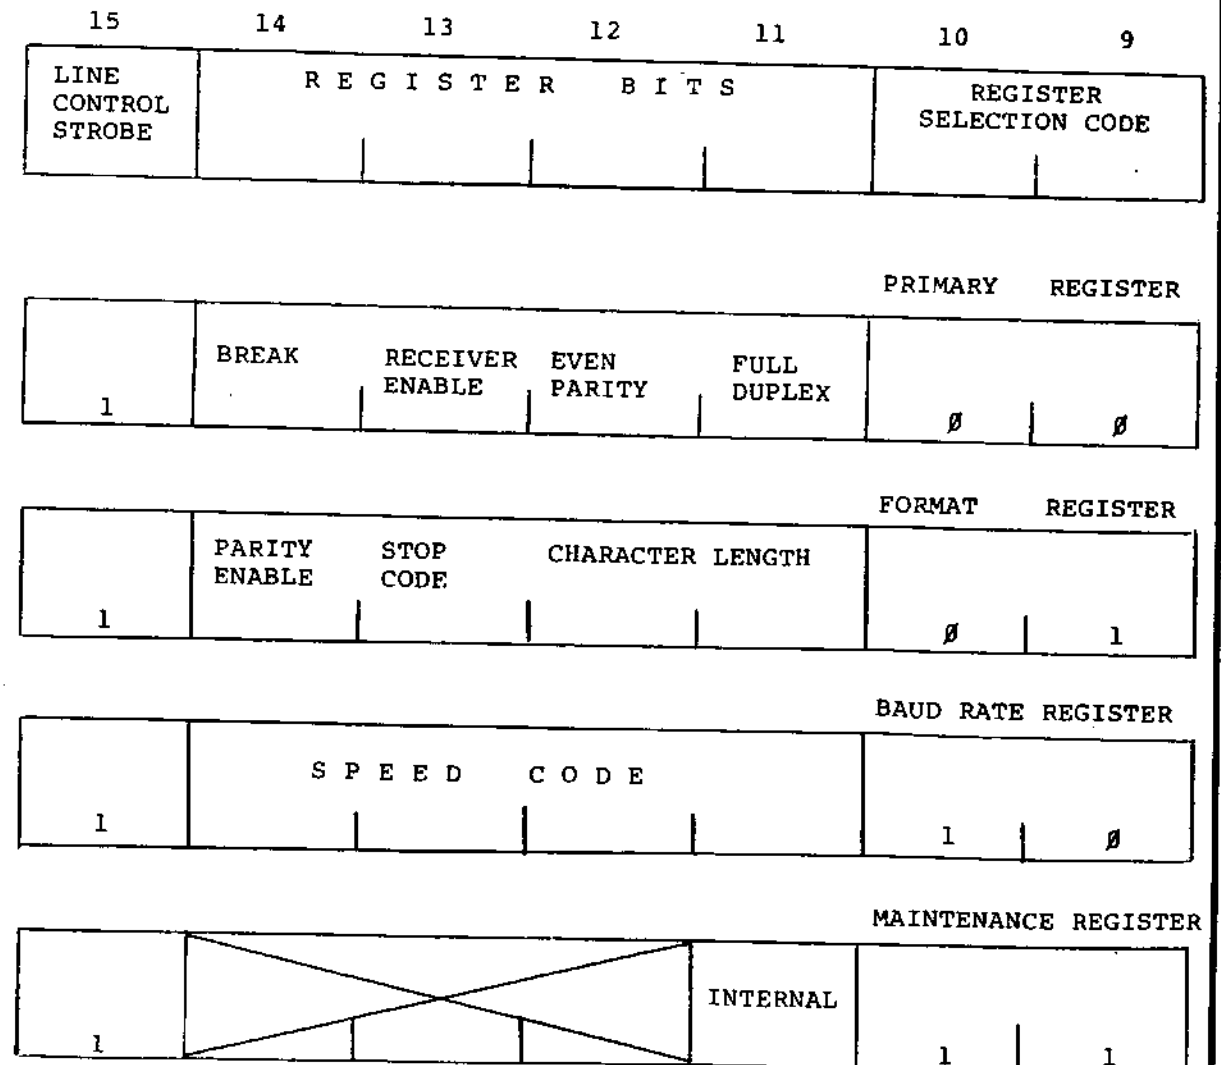 15 14 13 12 11 10 9
LINE CONTROL STROBE
R E G I S T E R B I T S
REGISTER SELECTION CODE
PRIMARY REGISTER
BREAK
RECEIVER ENABLE
EVEN PARITY
FULL DUPLEX
1 Ø Ø
FORMAT REGISTER
PARITY ENABLE
STOP CODE
CHARACTER LENGTH
1 Ø 1
BAUD RATE REGISTER
S P E E D C O D E
1 1 Ø
MAINTENANCE REGISTER
INTERNAL
1 1 1